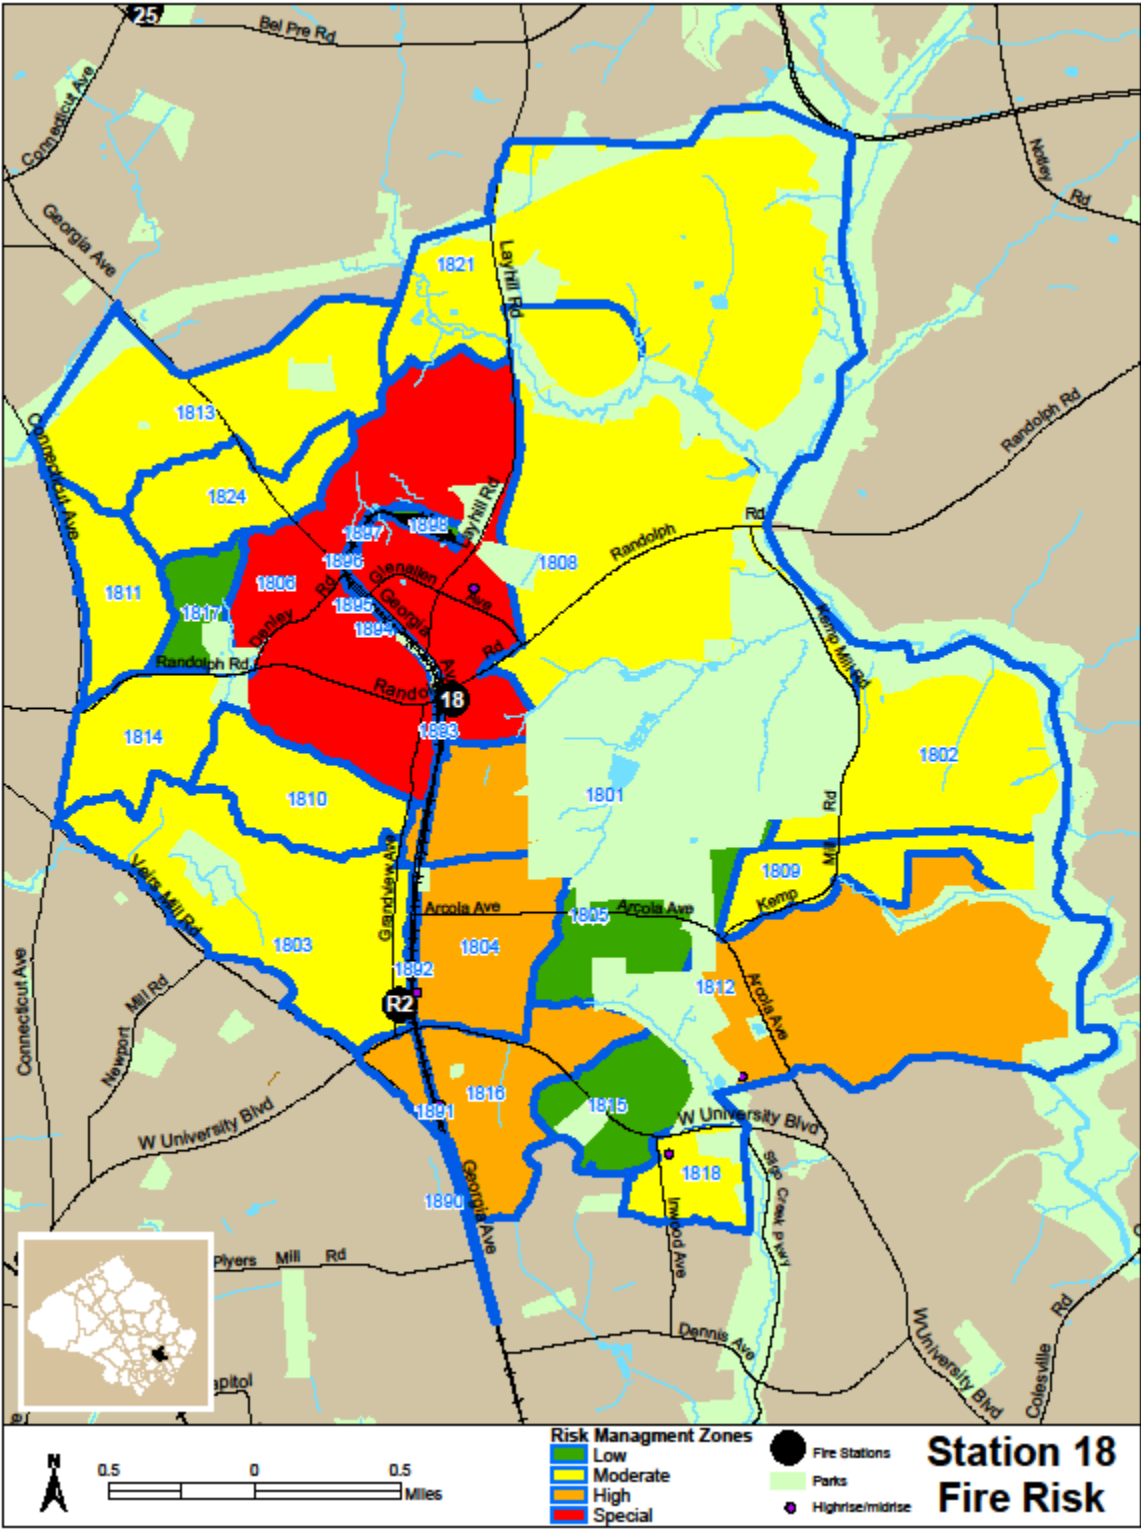 25
Bel Pre Rd
Connecticut Ave
Notley
Rd
Georgia Ave
Layhill Rd
1821
1813
Connecticut Ave
Randolph Rd
1824
Layhill Rd
1898
1897
Rd
Randolph
1896
1808
Glenallen
Ave
1811
1806
Rd
1817
1895
Georgia
Ave
1894
Denley
Kemp Mill Rd
Rd
Randolph Rd
18
1893
1814
1802
1801
1810
Mill Rd
Grandview Ave
1809
Veirs Mill Rd
Kemp
Arcola Ave
1805
Arcola Ave
1803
1804
1892
Connecticut Ave
Mill Rd
Newport
R2
1812
Arcola Ave
1816
1815
1891
W University Blvd
W University Blvd
1818
Sligo Creek Pkwy
1890
Georgia Ave
Inwood Ave
Plyers Mill Rd
Dennis Ave
W University Blvd
Colesville
Rd
apitol
N
0.5 0 0.5
Miles
Risk Managment Zones
Low
Moderate
High
Special
Fire Stations
Parks
Highrise/midrise
Station 18
Fire Risk